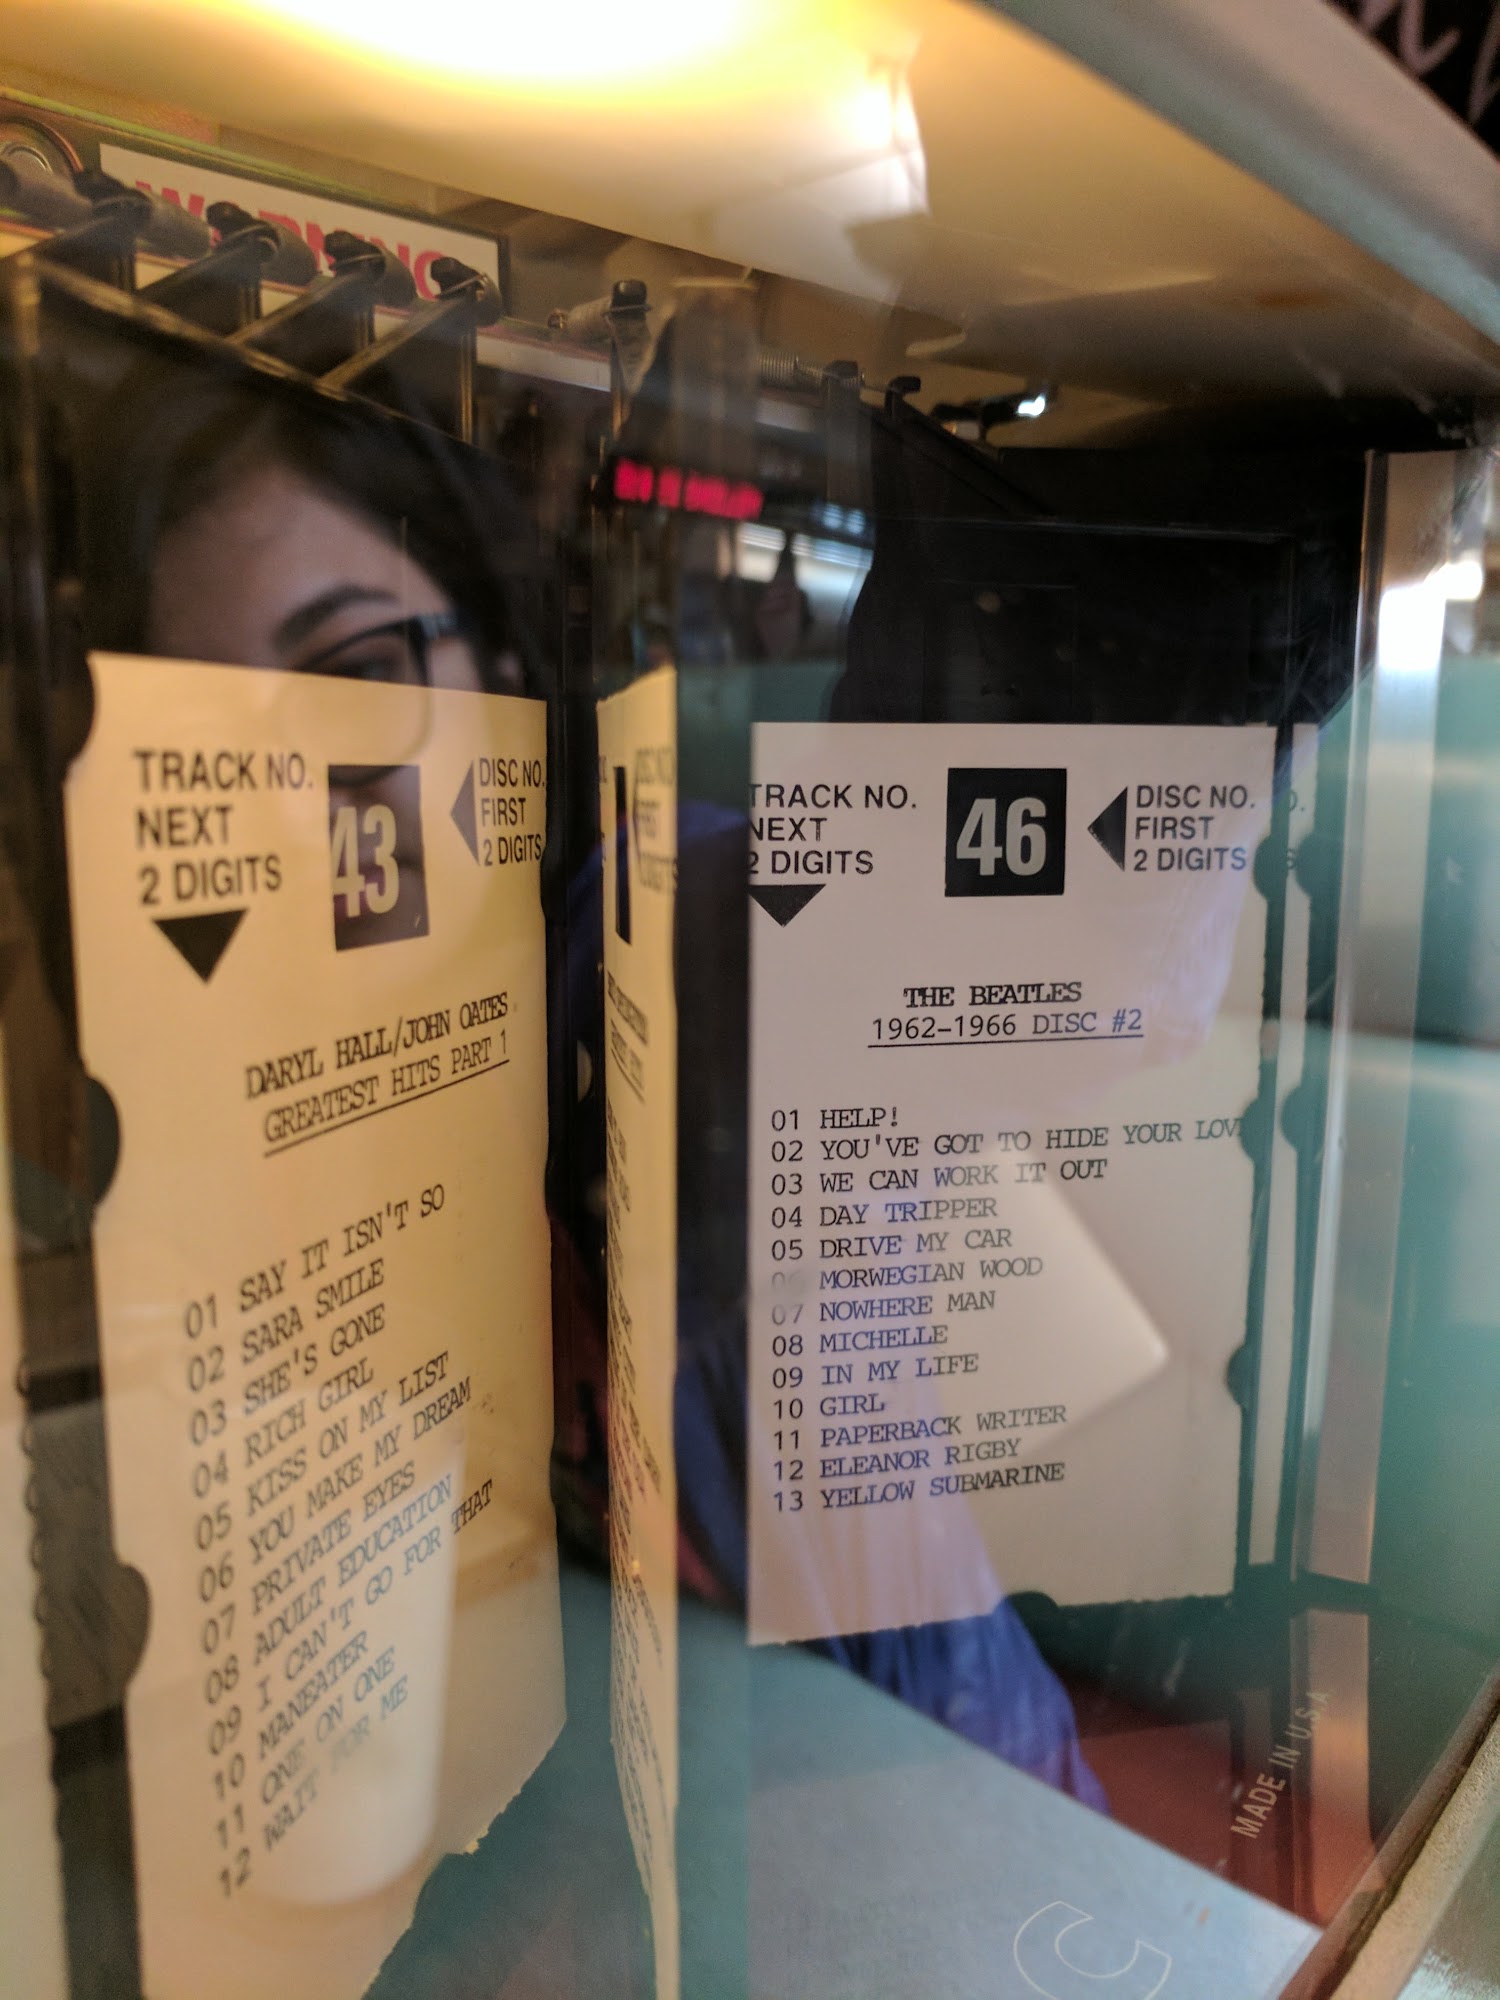 WARNING
TRACK NO.
NEXT
2 DIGITS
43
DISC NO.
FIRST
2 DIGITS
DARYL HALL/JOHN OATES
GREATEST HITS PART 1
01 SAY IT ISN'T SO
02 SARA SMILE
03 SHE'S GONE
04 RICH GIRL
05 KISS ON MY LIST
06 YOU MAKE MY DREAM
07 PRIVATE EYES
08 ADULT EDUCATION
09 I CAN'T GO FOR THAT
10 MANEATER
11 ONE ON ONE
12 WAIT FOR ME
TRACK NO.
NEXT
2 DIGITS
46
DISC NO.
FIRST
2 DIGITS
THE BEATLES
1962-1966 DISC #2
01 HELP!
02 YOU'VE GOT TO HIDE YOUR LOV
03 WE CAN WORK IT OUT
04 DAY TRIPPER
05 DRIVE MY CAR
06 MORWEGIAN WOOD
07 NOWHERE MAN
08 MICHELLE
09 IN MY LIFE
10 GIRL
11 PAPERBACK WRITER
12 ELEANOR RIGBY
13 YELLOW SUBMARINE
MADE IN U.S.A